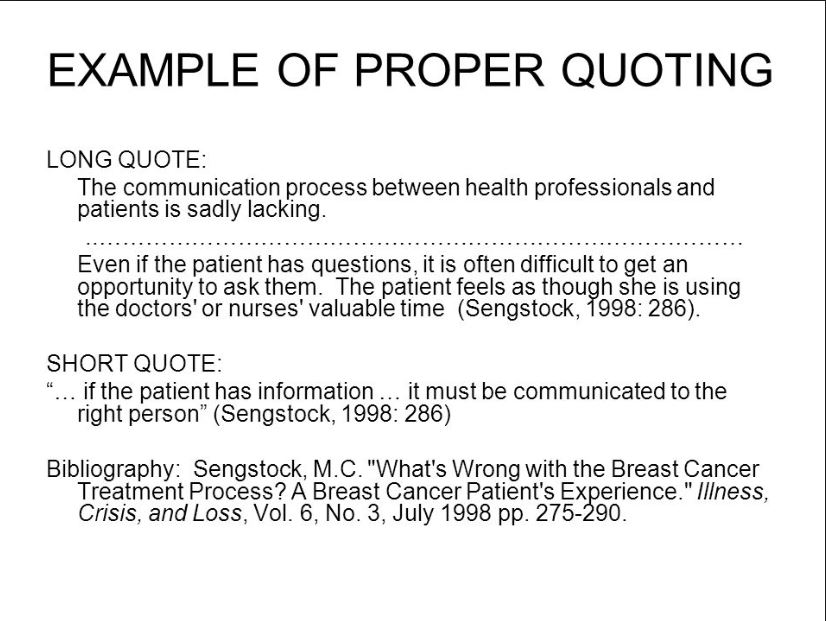 EXAMPLE OF PROPER QUOTING
LONG QUOTE:
The communication process between health professionals and
patients is sadly lacking.
………………………………………………………………………………
Even if the patient has questions, it is often difficult to get an
opportunity to ask them.  The patient feels as though she is using
the doctors' or nurses' valuable time  (Sengstock, 1998: 286).
SHORT QUOTE:
“… if the patient has information … it must be communicated to the
right person” (Sengstock, 1998: 286)
Bibliography:  Sengstock, M.C. "What's Wrong with the Breast Cancer
Treatment Process? A Breast Cancer Patient's Experience." Illness,
Crisis, and Loss, Vol. 6, No. 3, July 1998 pp. 275-290.